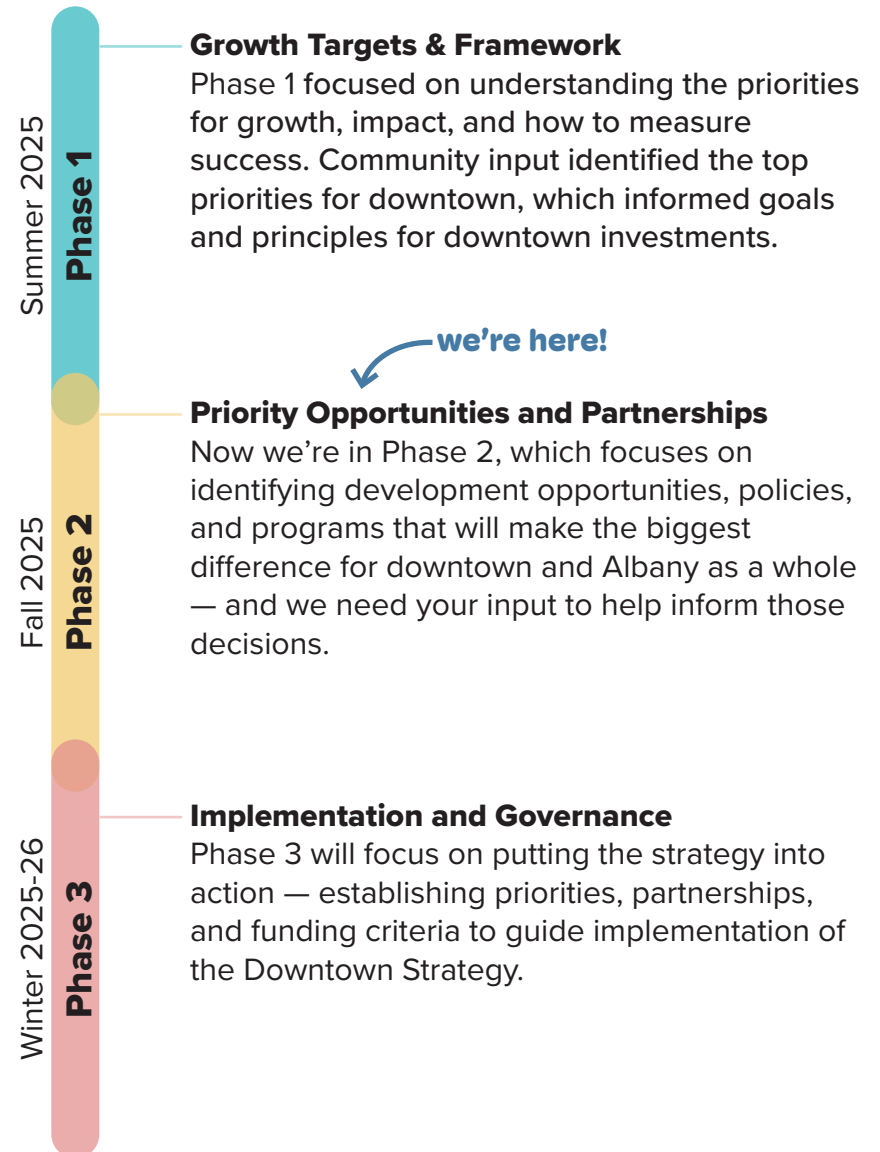 Summer 2025
Phase 1
Growth Targets & Framework
Phase 1 focused on understanding the priorities
for growth, impact, and how to measure
success. Community input identified the top
priorities for downtown, which informed goals
and principles for downtown investments.
we're here!
Fall 2025
Phase 2
Priority Opportunities and Partnerships
Now we're in Phase 2, which focuses on
identifying development opportunities, policies,
and programs that will make the biggest
difference for downtown and Albany as a whole
— and we need your input to help inform those
decisions.
Winter 2025-26
Phase 3
Implementation and Governance
Phase 3 will focus on putting the strategy into
action — establishing priorities, partnerships,
and funding criteria to guide implementation of
the Downtown Strategy.